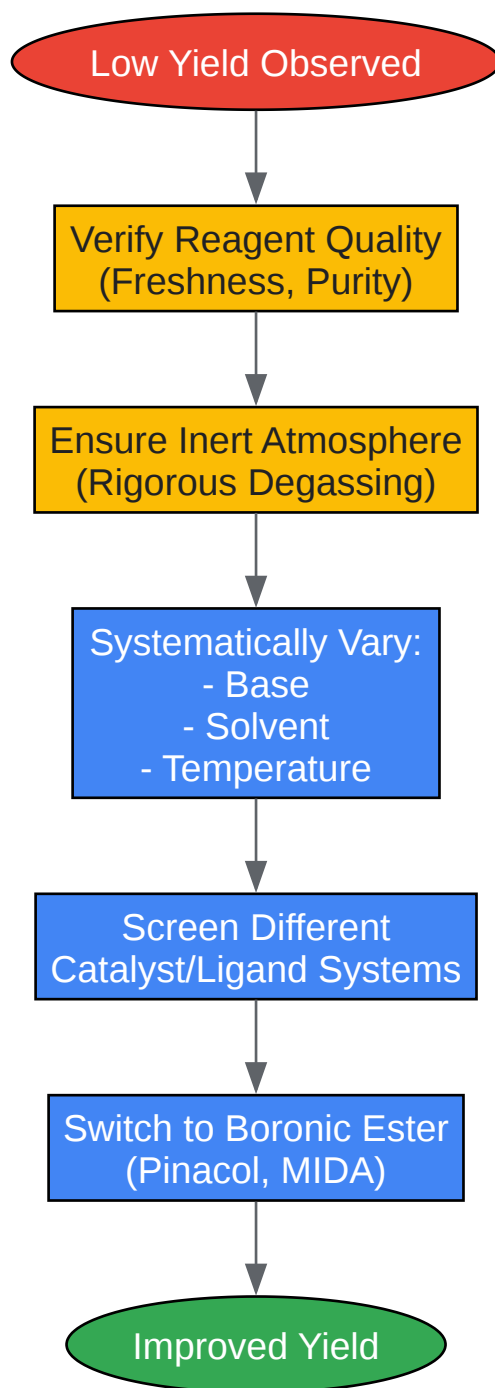 Low Yield Observed
Verify Reagent Quality
(Freshness, Purity)
Ensure Inert Atmosphere
(Rigorous Degassing)
Systematically Vary:
- Base
- Solvent
- Temperature
Screen Different
Catalyst/Ligand Systems
Switch to Boronic Ester
(Pinacol, MIDA)
Improved Yield